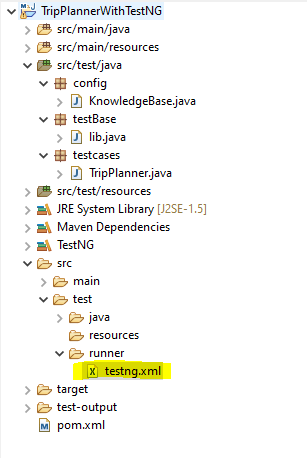 TripPlannerWithTestNG
src/main/java
src/main/resources
src/test/java
config
KnowledgeBase.java
testBase
lib.java
testcases
TripPlanner.java
src/test/resources
JRE System Library [J2SE-1.5]
Maven Dependencies
TestNG
src
main
test
java
resources
runner
testng.xml
target
test-output
pom.xml